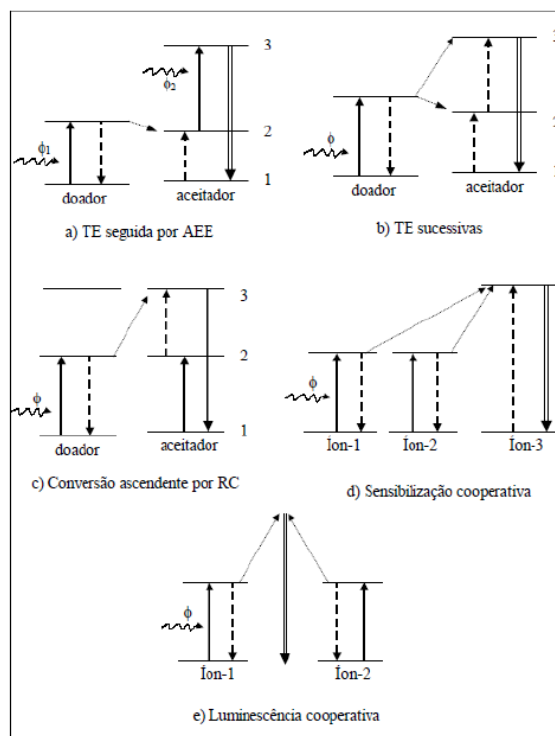 3
ϕ2
2
ϕ1
1
doador
aceitador
a) TE seguida por AEE
3
ϕ
doador
aceitador
b) TE sucessivas
3
2
ϕ
1
doador
aceitador
c) Conversão ascendente por RC
ϕ
Íon-1
Íon-2
Íon-3
d) Sensibilização cooperativa
ϕ
Íon-1
Íon-2
e) Luminescência cooperativa